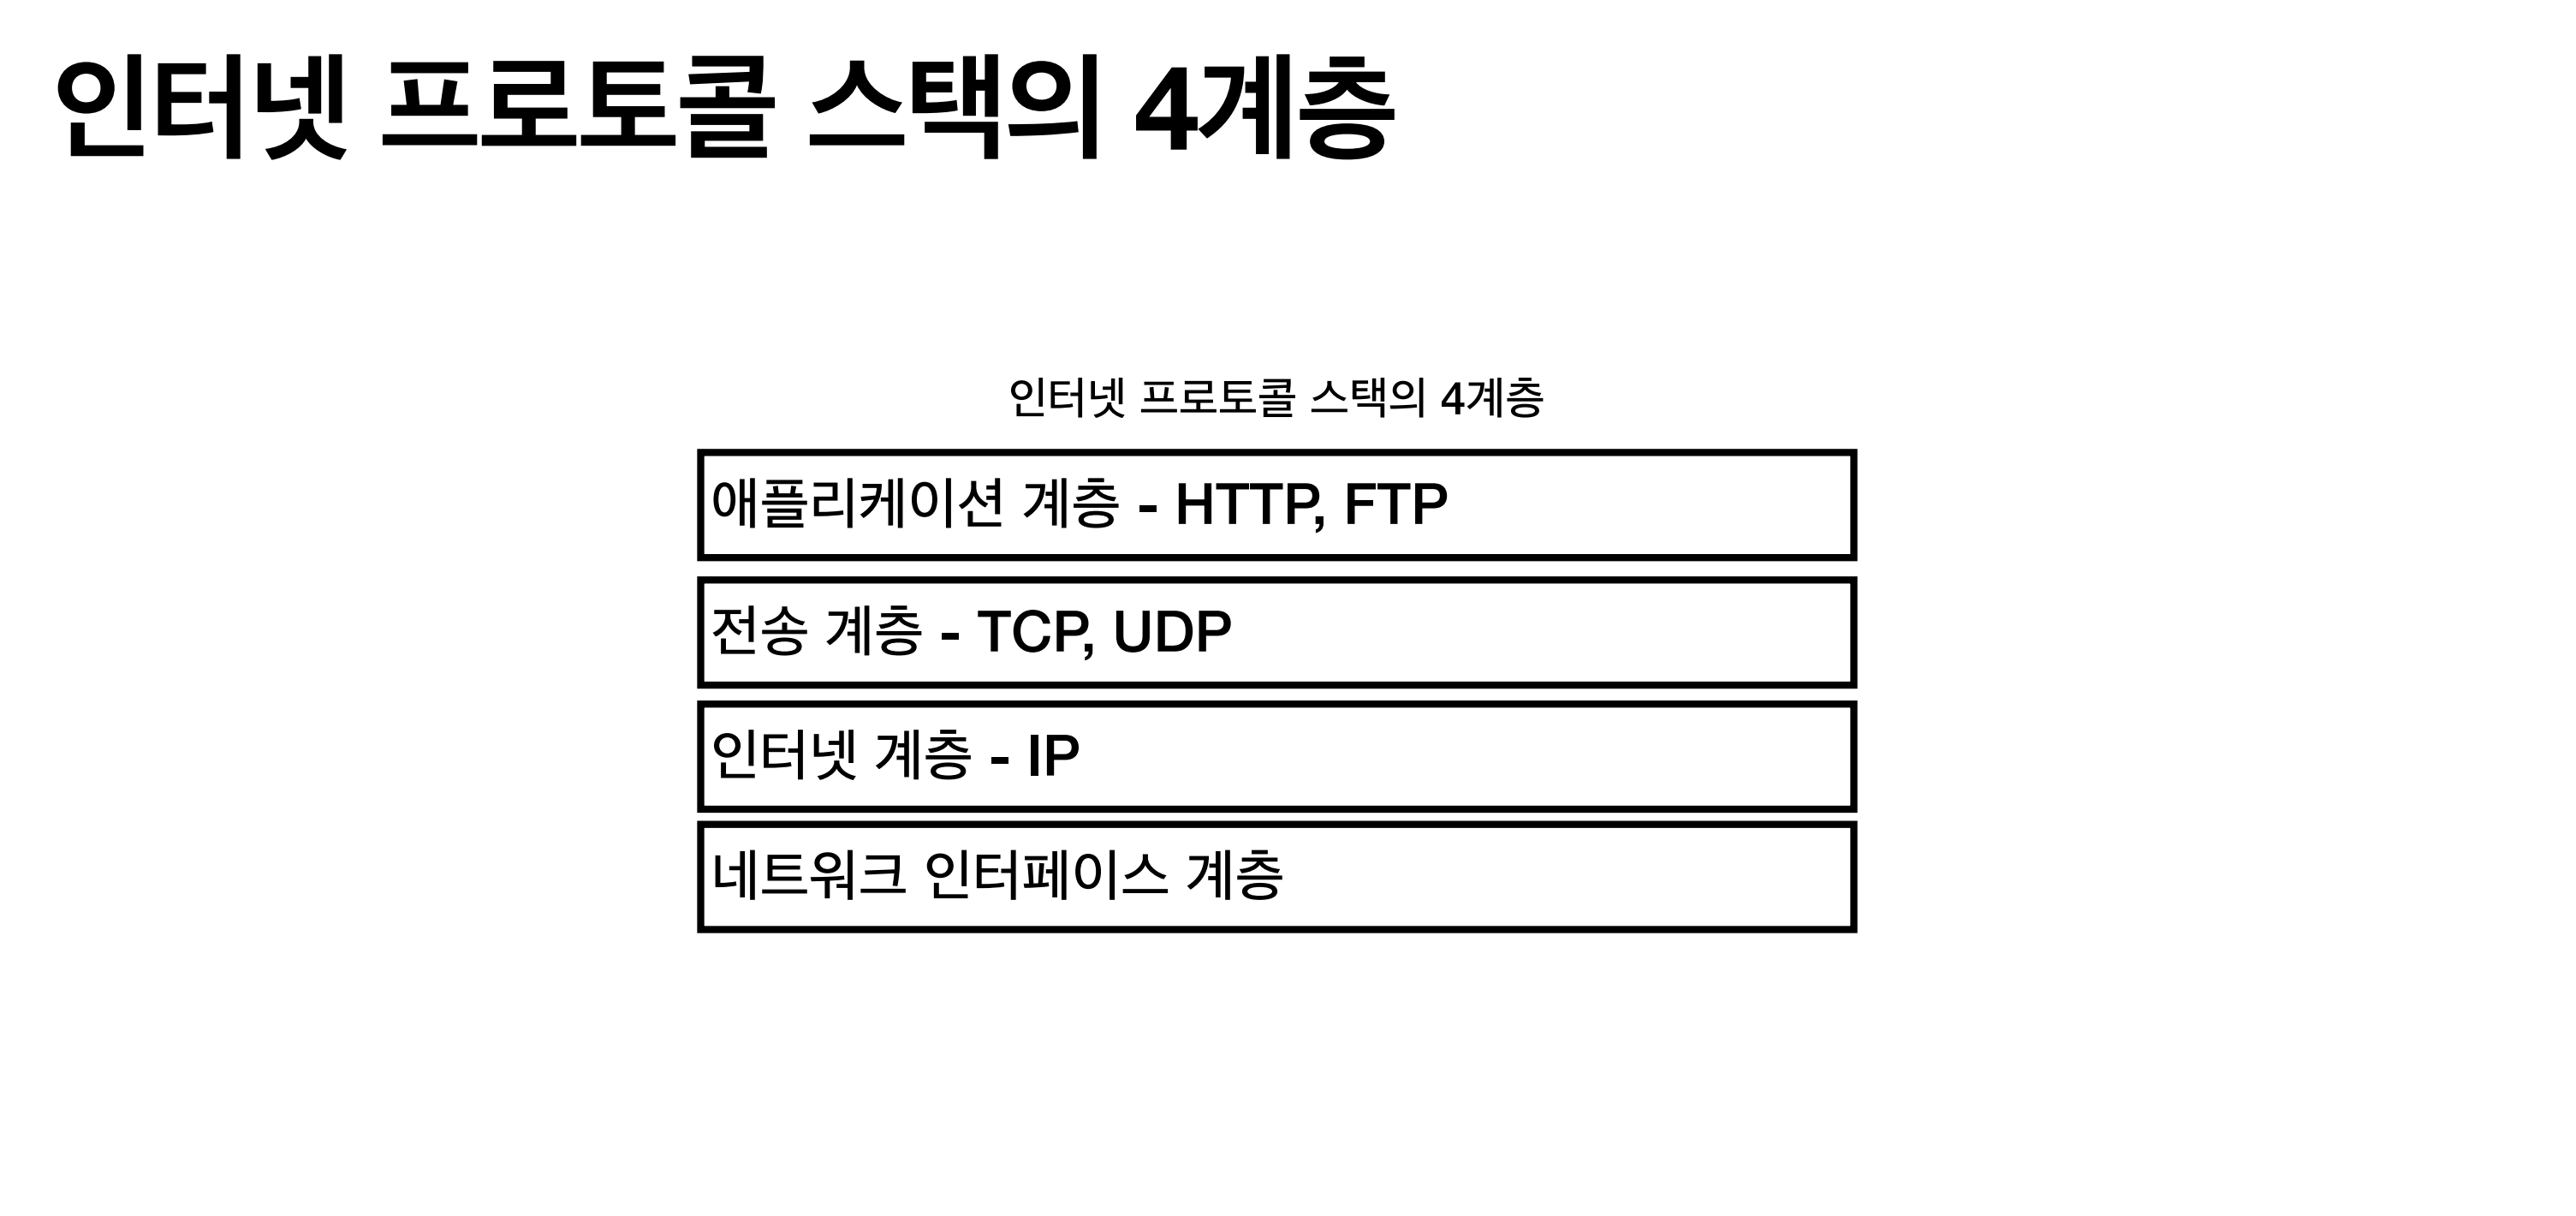 인터넷 프로토콜 스택의 4계층
인터넷 프로토콜 스택의 4계층
애플리케이션 계층 - HTTP, FTP
전송 계층 - TCP, UDP
인터넷 계층 - IP
네트워크 인터페이스 계층